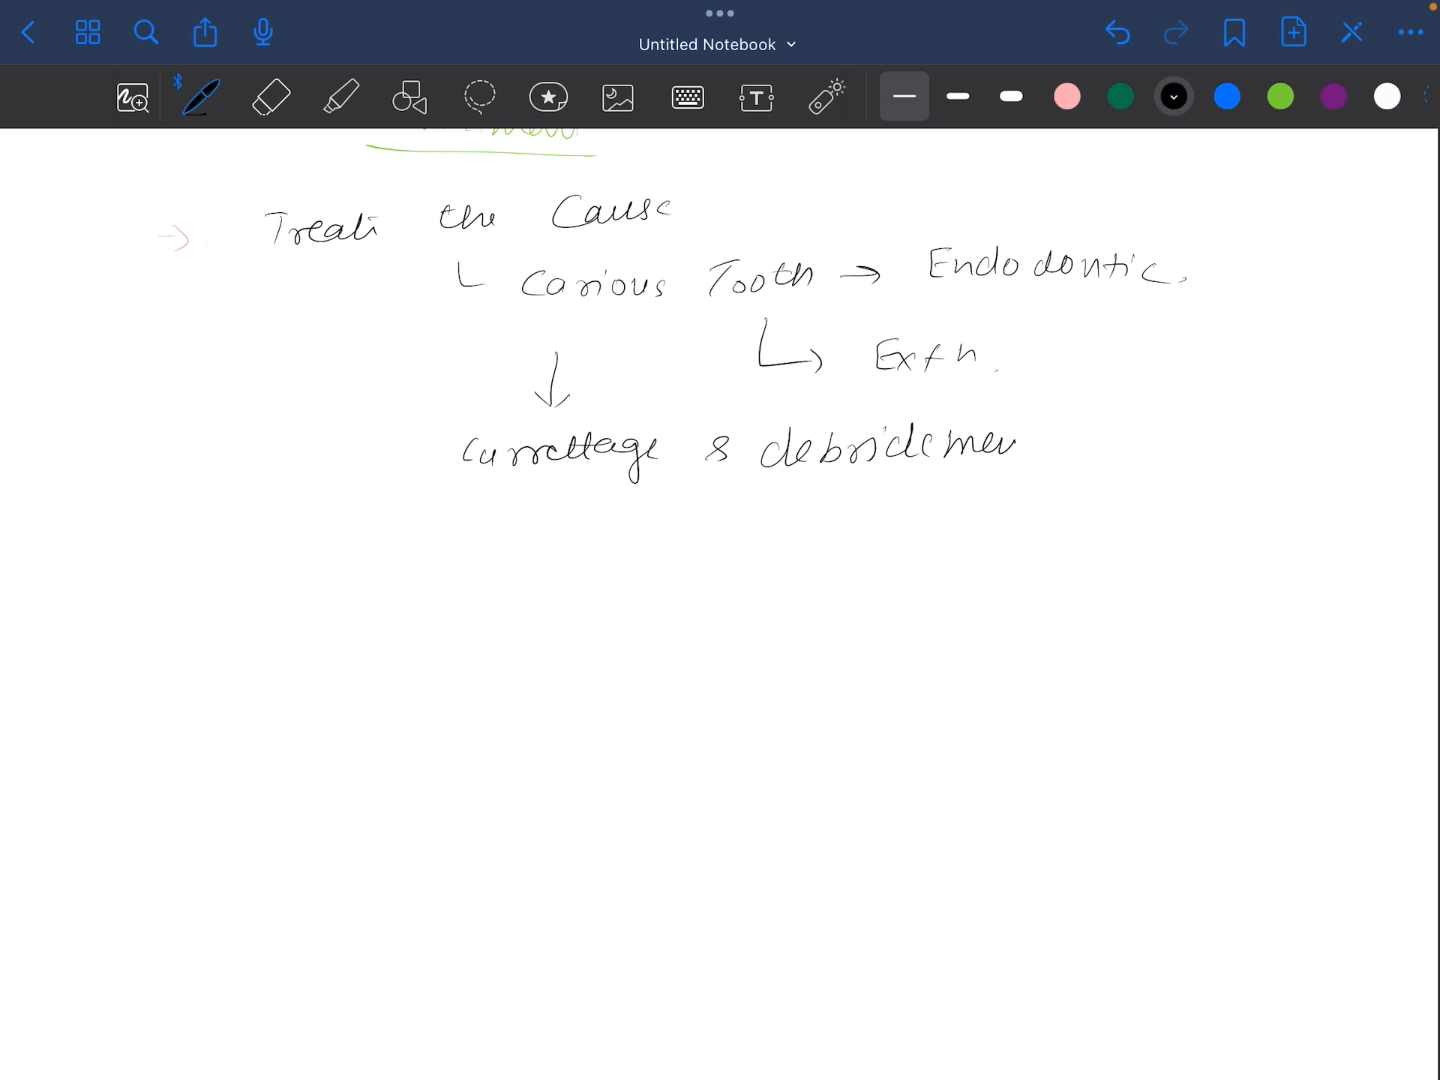 Untitled Notebook
Treat the Cause
Carious Tooth → Endodontic.
Extn.
Currettage & debridemen